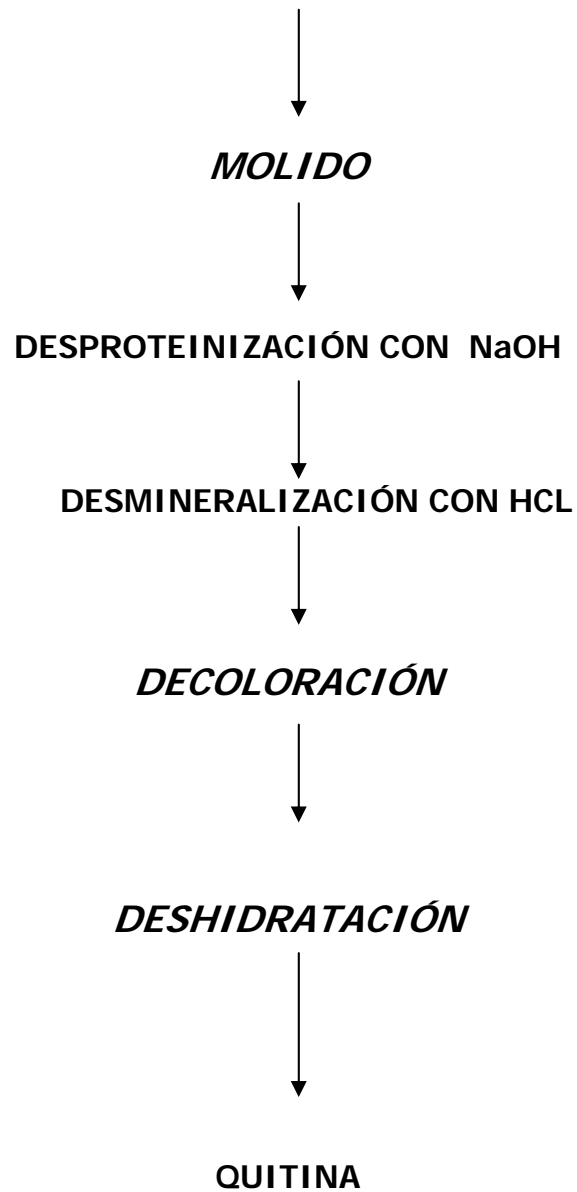 MOLIDO
DESPROTEINIZACIÓN CON NaOH
DESMINERALIZACIÓN CON HCL
DECOLORACIÓN
DESHIDRATACIÓN
QUITINA